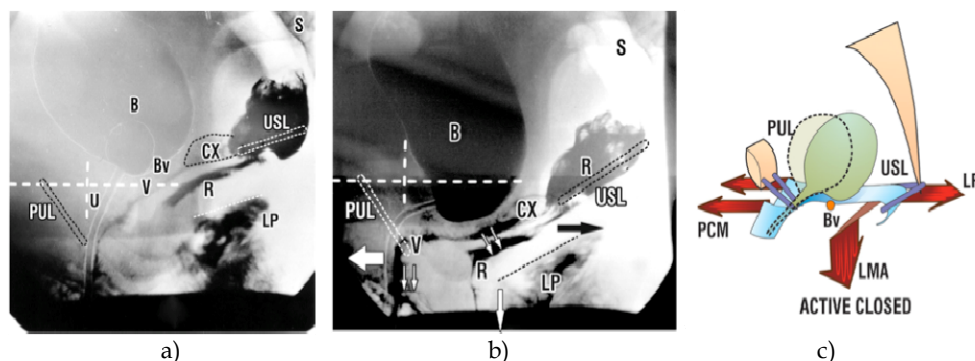 S
B
USL
Bv
CX
V
R
U
PUL
LP
S
B
R
PUL
CX
USL
V
R
LP
PUL
USL
LP
PCM
Bv
LMA
ACTIVE CLOSED
a)
b)
c)